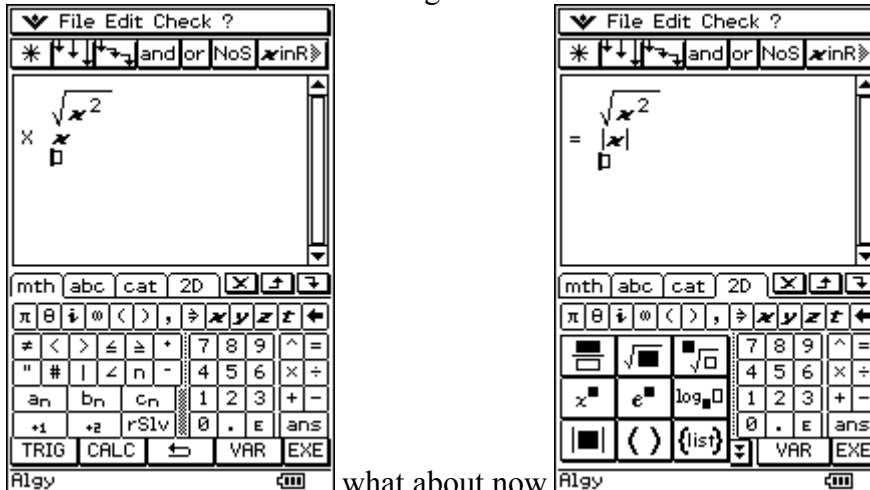 File Edit Check ?
and or NoS xinR
√x²
X x
mth abc cat 2D
π θ i ∞ ( ) , ⇒ x y z t ←
≠ < > ≤ ≥ ° 7 8 9 ^ =
" # | ∠ n - 4 5 6 × ÷
an bn cn 1 2 3 + −
+1 +2 rSlv 0 . E ans
TRIG CALC VAR EXE
Algy
what about now
File Edit Check ?
and or NoS xinR
√x²
= |x|
mth abc cat 2D
π θ i ∞ ( ) , ⇒ x y z t ←
√ √ 7 8 9 ^ =
x e log 4 5 6 × ÷
1 2 3 + −
|■| ( ) {list} 0 . E ans
VAR EXE
Algy